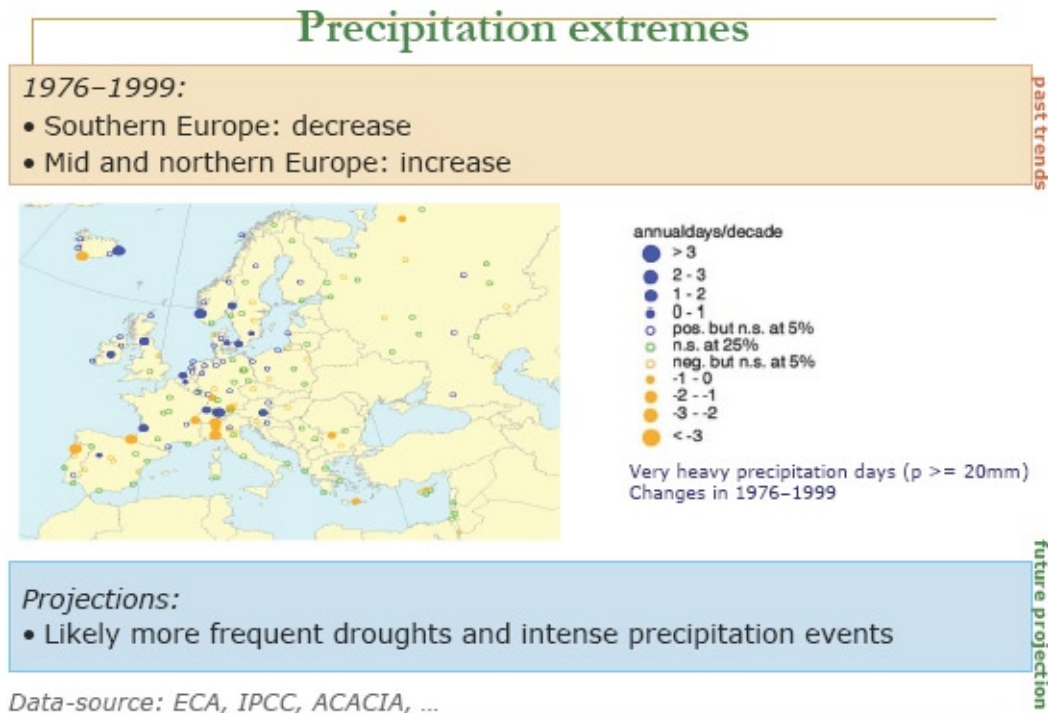 Precipitation extremes
1976–1999:
• Southern Europe: decrease
• Mid and northern Europe: increase
past trends
annualdays/decade
> 3
2 - 3
1 - 2
0 - 1
pos. but n.s. at 5%
n.s. at 25%
neg. but n.s. at 5%
-1 - 0
-2 - -1
-3 - -2
< -3
Very heavy precipitation days (p >= 20mm)
Changes in 1976–1999
Projections:
• Likely more frequent droughts and intense precipitation events
future projection
Data-source: ECA, IPCC, ACACIA, ...